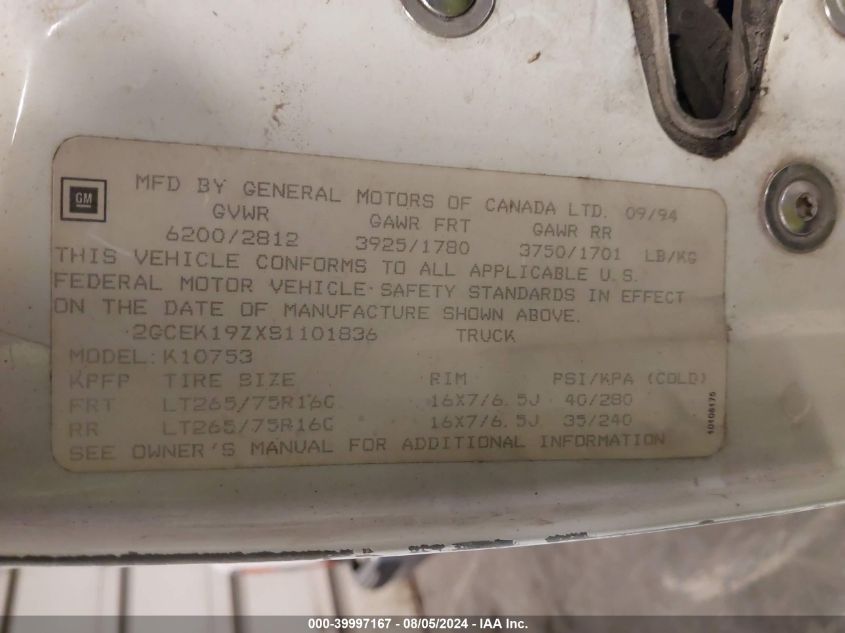 GM
MFD BY GENERAL MOTORS OF CANADA LTD. 09/94
GVWR GAWR FRT GAWR RR
6200/2812 3925/1780 3750/1701 LB/KG
THIS VEHICLE CONFORMS TO ALL APPLICABLE U.S.
FEDERAL MOTOR VEHICLE SAFETY STANDARDS IN EFFECT
ON THE DATE OF MANUFACTURE SHOWN ABOVE.
2GCEK19ZXS1101836 TRUCK
MODEL: K10753
KPFP TIRE SIZE RIM PSI/KPA (COLD)
FRT LT265/75R16C 16X7/6.5J 40/280
RR LT265/75R16C 16X7/6.5J 35/240
SEE OWNER'S MANUAL FOR ADDITIONAL INFORMATION
000-39997167 - 08/05/2024 - IAA Inc.